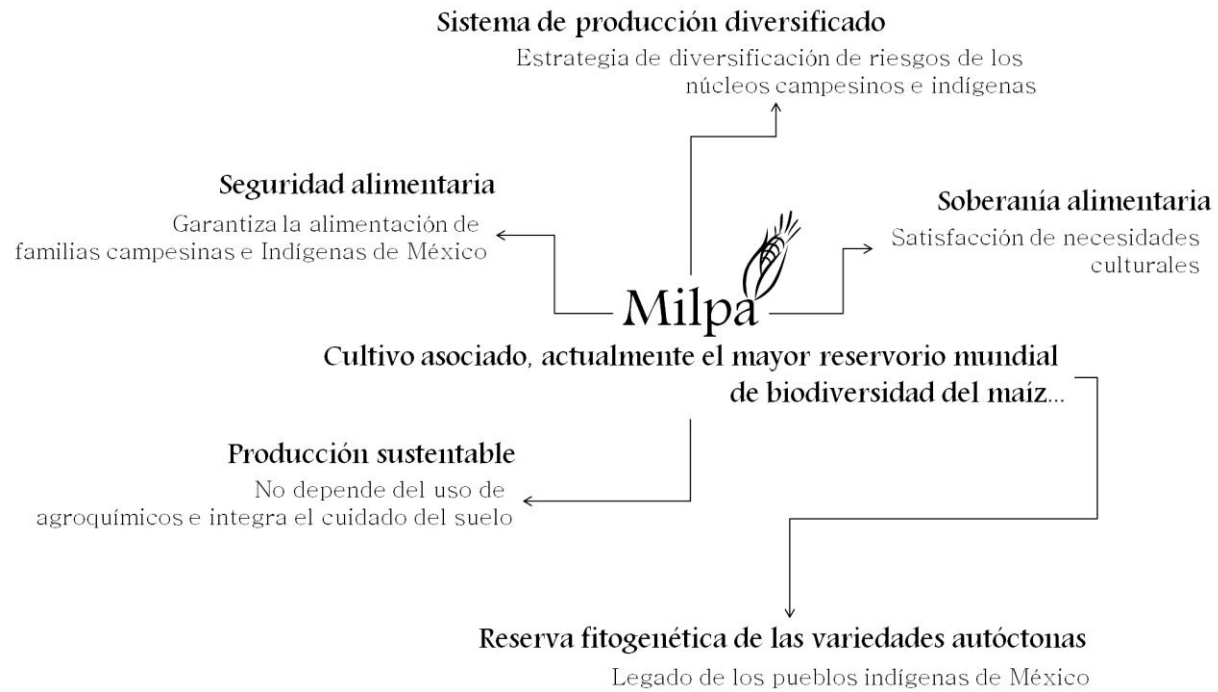 Sistema de producción diversificado
Estrategia de diversificación de riesgos de los
núcleos campesinos e indígenas
Seguridad alimentaria
Garantiza la alimentación de
familias campesinas e Indígenas de México
Soberanía alimentaria
Satisfacción de necesidades
culturales
Milpa
Cultivo asociado, actualmente el mayor reservorio mundial
de biodiversidad del maíz...
Producción sustentable
No depende del uso de
agroquímicos e integra el cuidado del suelo
Reserva fitogenética de las variedades autóctonas
Legado de los pueblos indígenas de México